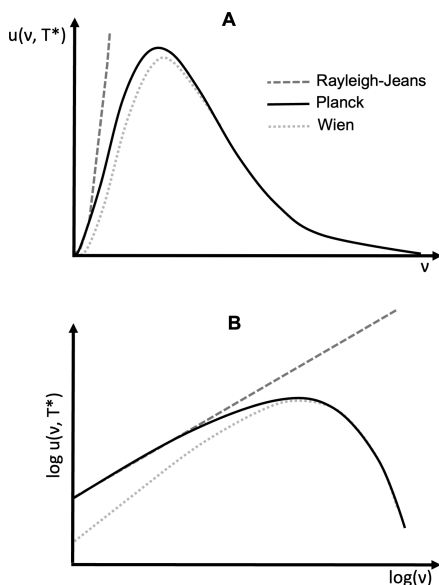 A
u(ν, T*)
Rayleigh-Jeans
Planck
Wien
ν
B
log u(ν, T*)
log(ν)